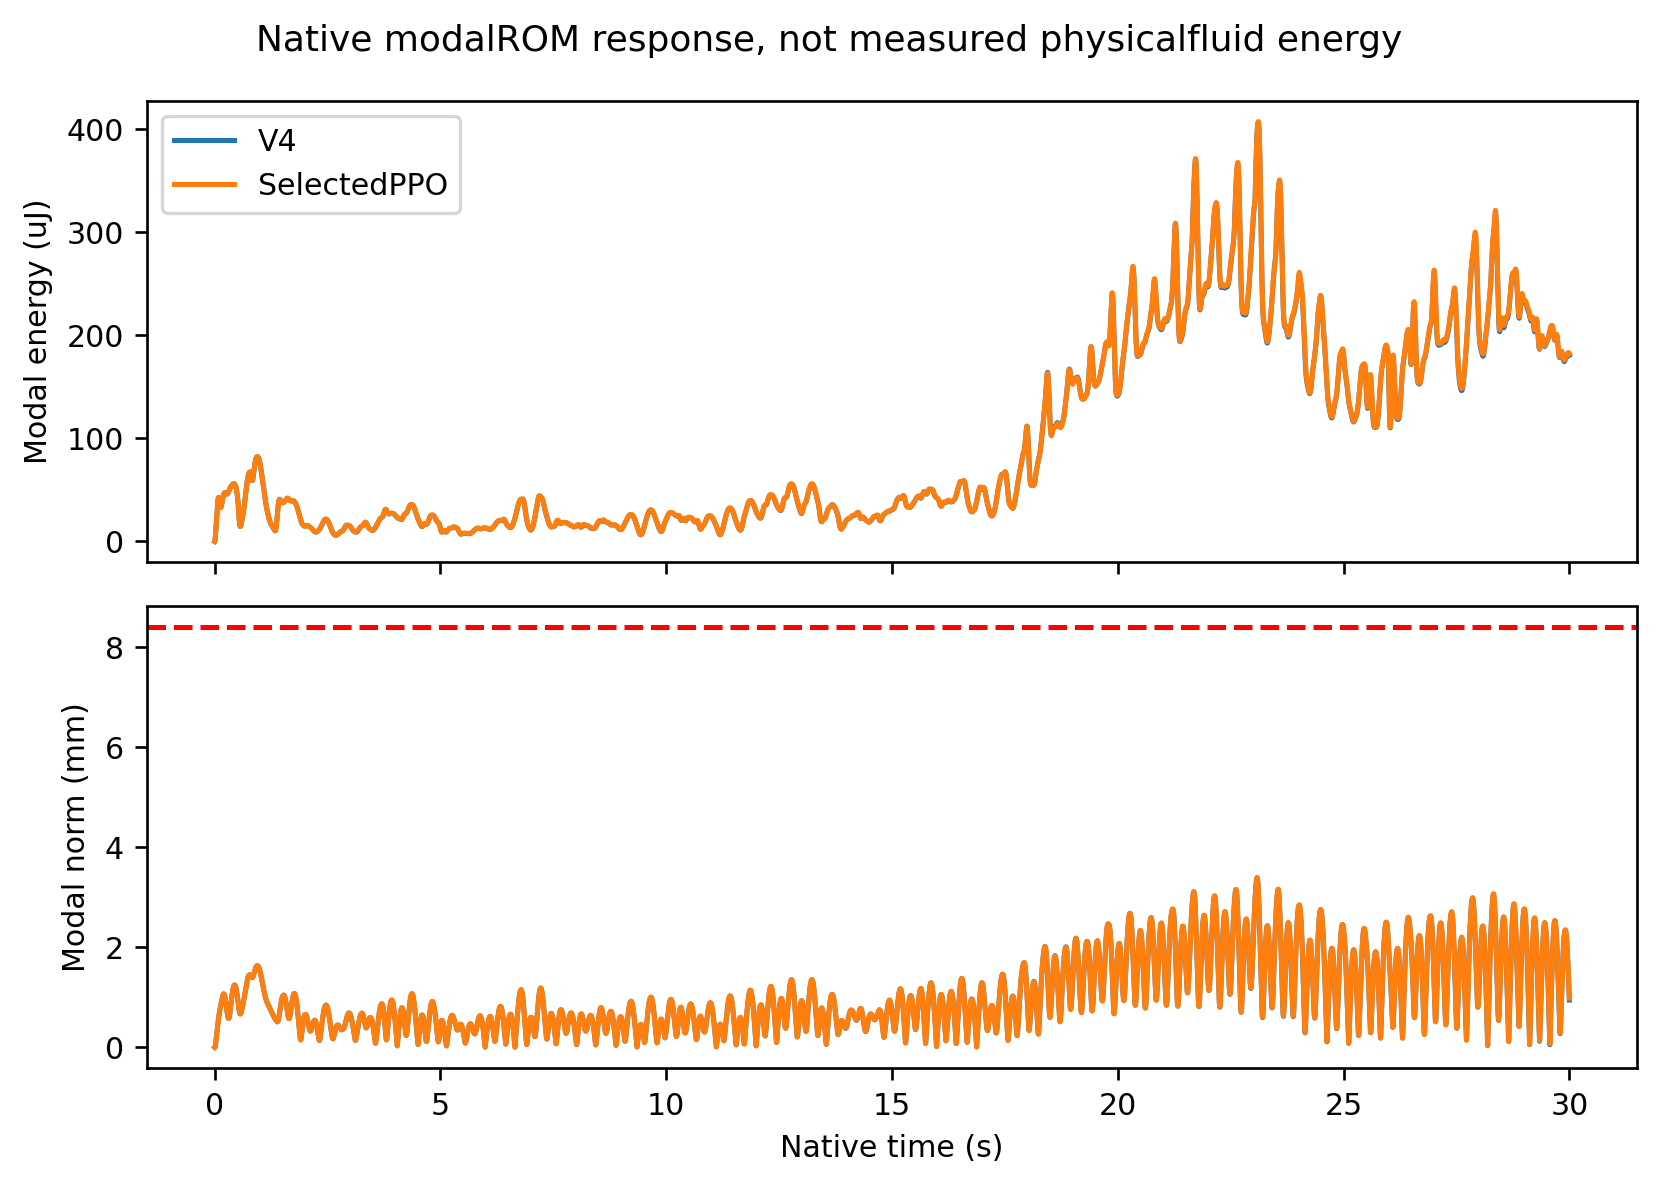 Native modalROM response, not measured physicalfluid energy
V4
SelectedPPO
Modal energy (uJ)
400
300
200
100
0
Modal norm (mm)
8
6
4
2
0
0 5 10 15 20 25 30
Native time (s)